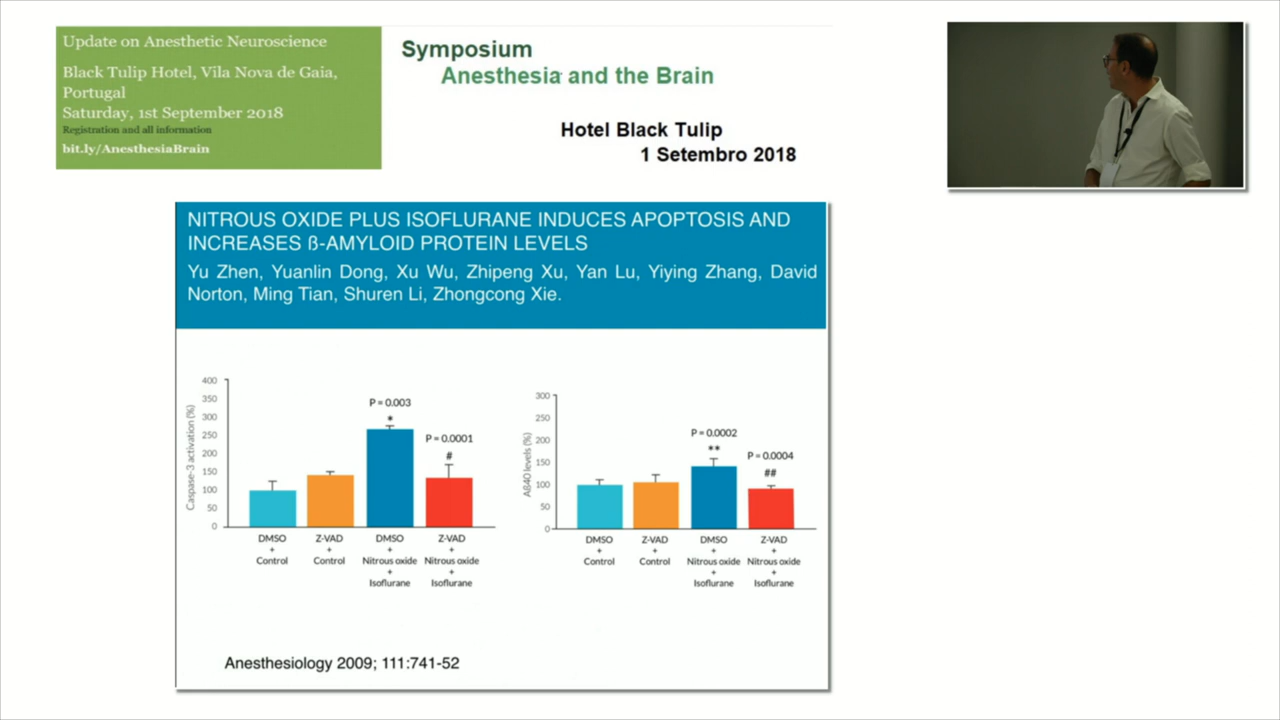 Update on Anesthetic Neuroscience
Black Tulip Hotel, Vila Nova de Gaia,
Portugal
Saturday, 1st September 2018
Registration and all information
bit.ly/AnesthesiaBrain
Symposium
Anesthesia and the Brain
Hotel Black Tulip
1 Setembro 2018
NITROUS OXIDE PLUS ISOFLURANE INDUCES APOPTOSIS AND
INCREASES ß-AMYLOID PROTEIN LEVELS
Yu Zhen, Yuanlin Dong, Xu Wu, Zhipeng Xu, Yan Lu, Yiying Zhang, David
Norton, Ming Tian, Shuren Li, Zhongcong Xie.
Caspase-3 activation (%)
400
350
300
250
200
150
100
50
0
P = 0.003
*
P = 0.0001
#
DMSO
+
Control
Z-VAD
+
Control
DMSO
+
Nitrous oxide
+
Isoflurane
Z-VAD
+
Nitrous oxide
+
Isoflurane
Aß40 levels (%)
300
250
200
150
100
50
0
P = 0.0002
**
P = 0.0004
##
DMSO
+
Control
Z-VAD
+
Control
DMSO
+
Nitrous oxide
+
Isoflurane
Z-VAD
+
Nitrous oxide
+
Isoflurane
Anesthesiology 2009; 111:741-52